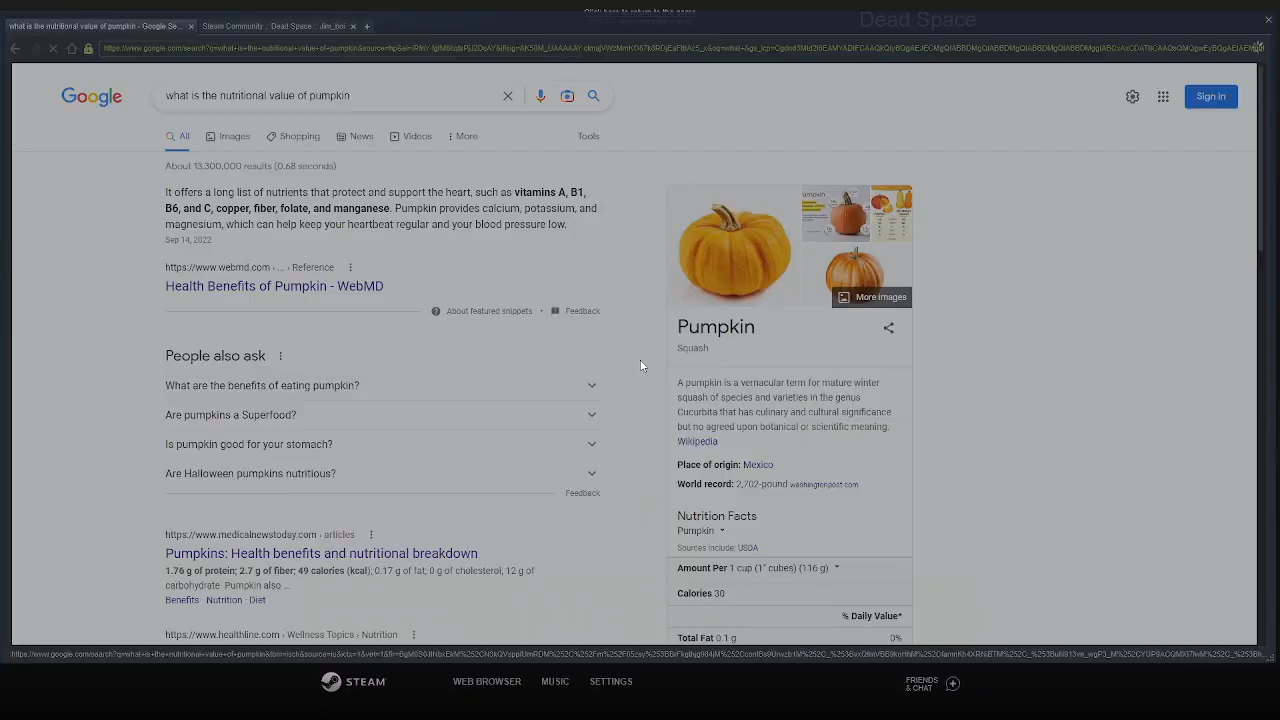 Click here to return to the game
Dead Space
what is the nutritional value of pumpkin - Google Se...
Steam Community :: Dead Space :: Jim_boi
Google
what is the nutritional value of pumpkin
Sign in
All
Images
Shopping
News
Videos
More
Tools
About 13,300,000 results (0.68 seconds)
It offers a long list of nutrients that protect and support the heart, such as vitamins A, B1,
B6, and C, copper, fiber, folate, and manganese. Pumpkin provides calcium, potassium, and
magnesium, which can help keep your heartbeat regular and your blood pressure low.
Sep 14, 2022
https://www.webmd.com › ... › Reference
Health Benefits of Pumpkin - WebMD
About featured snippets
Feedback
People also ask
What are the benefits of eating pumpkin?
Are pumpkins a Superfood?
Is pumpkin good for your stomach?
Are Halloween pumpkins nutritious?
Feedback
https://www.medicalnewstoday.com › articles
Pumpkins: Health benefits and nutritional breakdown
1.76 g of protein; 2.7 g of fiber; 49 calories (kcal); 0.17 g of fat; 0 g of cholesterol; 12 g of
carbohydrate. Pumpkin also ...
Benefits · Nutrition · Diet
https://www.healthline.com › Wellness Topics › Nutrition
More images
Pumpkin
Squash
A pumpkin is a vernacular term for mature winter
squash of species and varieties in the genus
Cucurbita that has culinary and cultural significance
but no agreed upon botanical or scientific meaning.
Wikipedia
Place of origin: Mexico
World record: 2,702-pound washingtonpost.com
Nutrition Facts
Pumpkin
Sources include: USDA
Amount Per 1 cup (1" cubes) (116 g)
Calories 30
% Daily Value*
Total Fat 0.1 g 0%
STEAM
WEB BROWSER
MUSIC
SETTINGS
FRIENDS
& CHAT